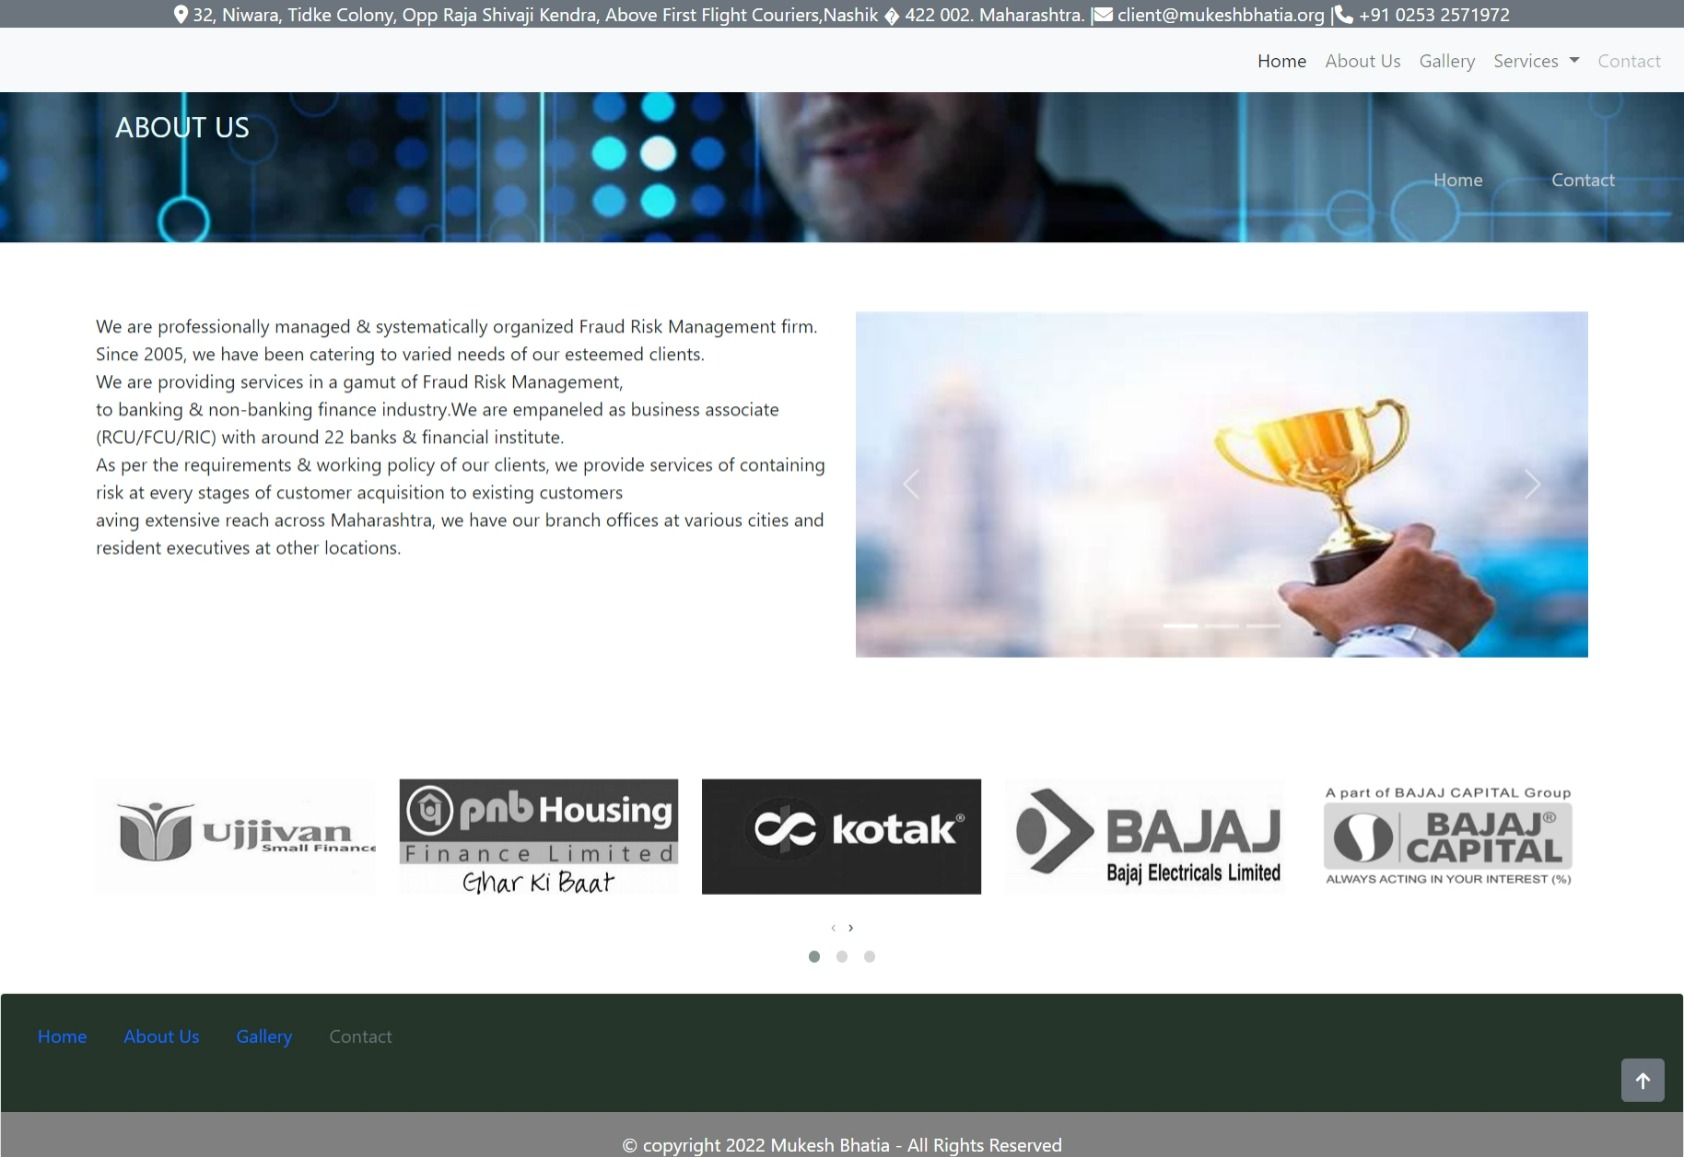 32, Niwara, Tidke Colony, Opp Raja Shivaji Kendra, Above First Flight Couriers,Nashik � 422 002. Maharashtra. | client@mukeshbhatia.org | +91 0253 2571972
Home About Us Gallery Services Contact
ABOUT US
Home Contact
We are professionally managed & systematically organized Fraud Risk Management firm.
Since 2005, we have been catering to varied needs of our esteemed clients.
We are providing services in a gamut of Fraud Risk Management,
to banking & non-banking finance industry.We are empaneled as business associate
(RCU/FCU/RIC) with around 22 banks & financial institute.
As per the requirements & working policy of our clients, we provide services of containing
risk at every stages of customer acquisition to existing customers
aving extensive reach across Maharashtra, we have our branch offices at various cities and
resident executives at other locations.
Ujjivan
Small Finance
pnb Housing
Finance Limited
Ghar Ki Baat
kotak®
BAJAJ
Bajaj Electricals Limited
A part of BAJAJ CAPITAL Group
BAJAJ®
CAPITAL
ALWAYS ACTING IN YOUR INTEREST (%)
‹ ›
Home About Us Gallery Contact
© copyright 2022 Mukesh Bhatia - All Rights Reserved